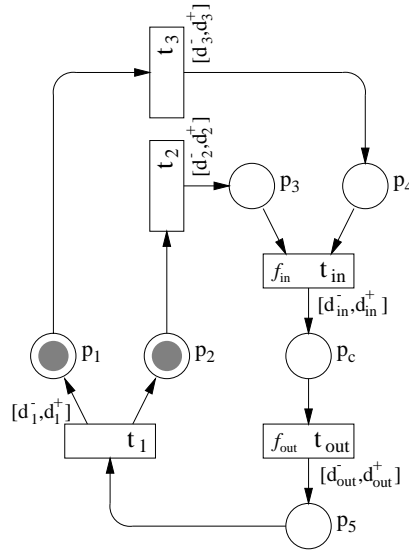 t3 [d3-,d3+]
t2 [d2-,d2+]
p3
p4
fin tin
[din-,din+]
p1
p2
pc
[d1-,d1+]
t1
fout tout
[dout-,dout+]
p5